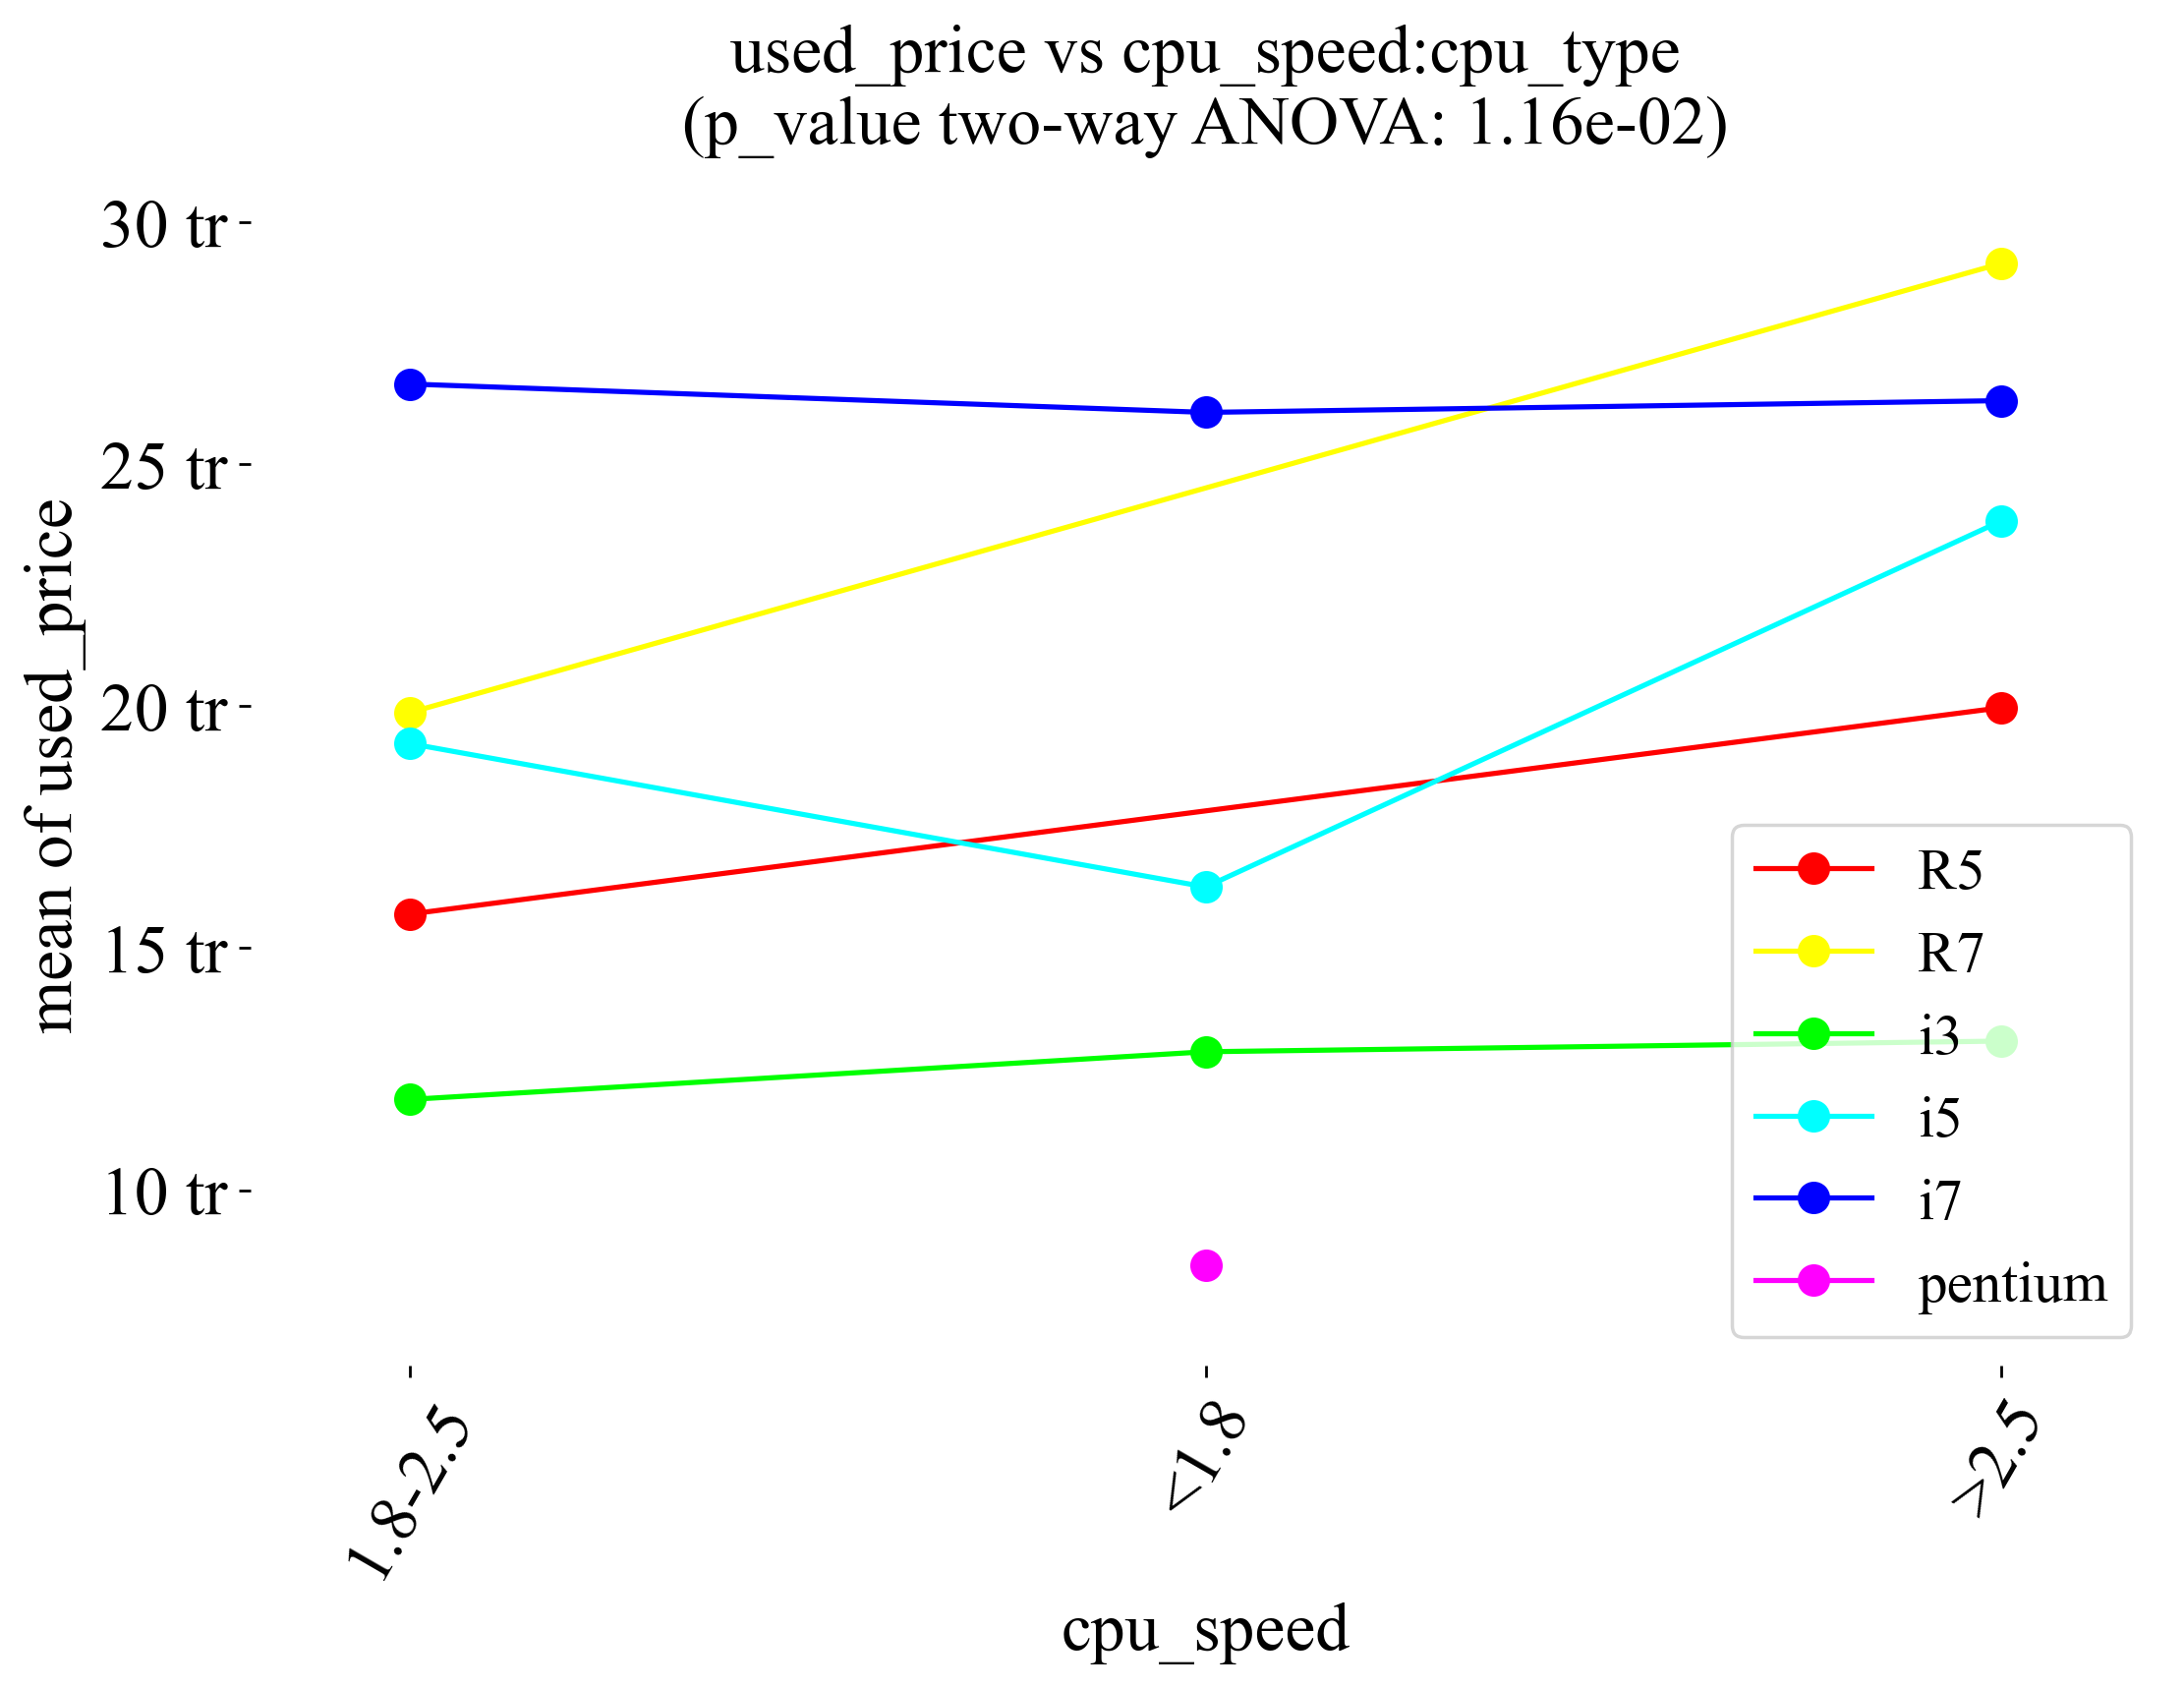 used_price vs cpu_speed:cpu_type
(p_value two-way ANOVA: 1.16e-02)
30 tr
25 tr
20 tr
15 tr
10 tr
mean of used_price
R5
R7
i3
i5
i7
pentium
1.8-2.5
<1.8
>2.5
cpu_speed